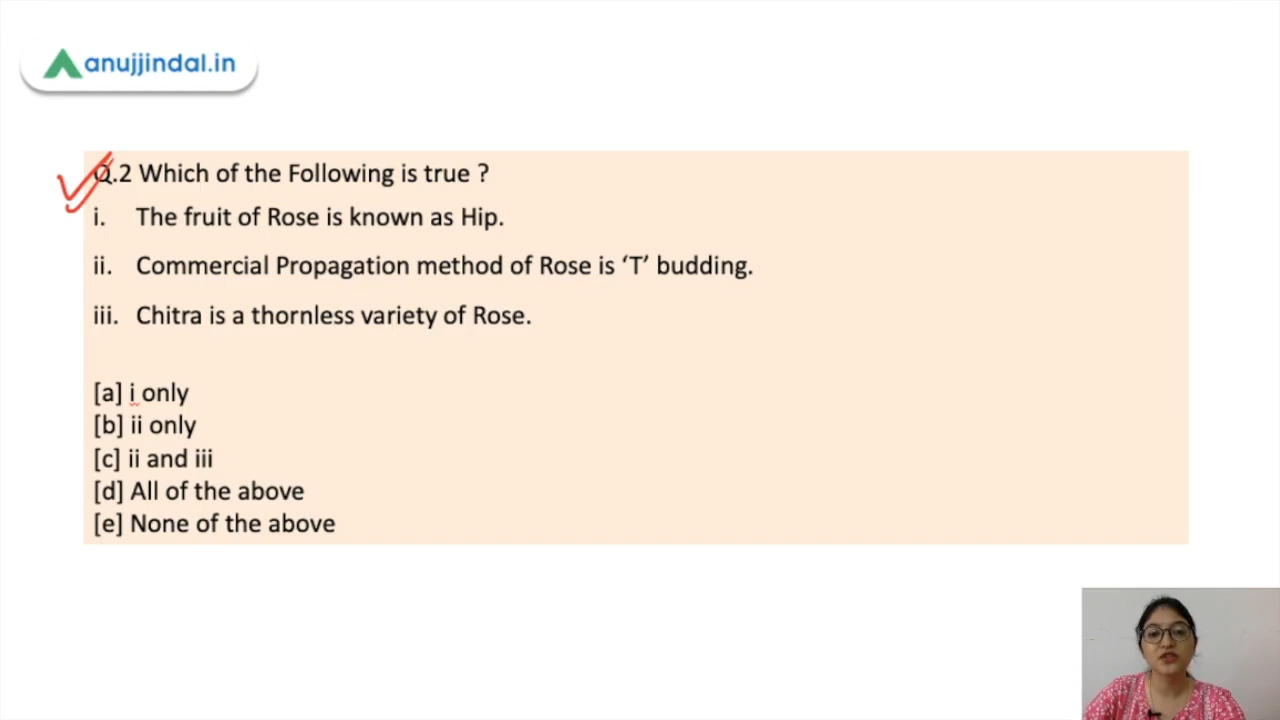 anujjindal.in
Q.2 Which of the Following is true ?
i. The fruit of Rose is known as Hip.
ii. Commercial Propagation method of Rose is ‘T’ budding.
iii. Chitra is a thornless variety of Rose.
[a] i only
[b] ii only
[c] ii and iii
[d] All of the above
[e] None of the above